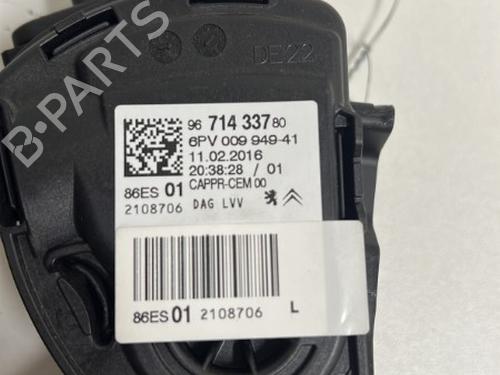 DE22
96 714 337 80
6PV 009 949-41
11.02.2016
20:38:28 / 01
86ES 01 CAPPR-CEM 00
2108706 DAG LVV
86ES 01 2108706 L